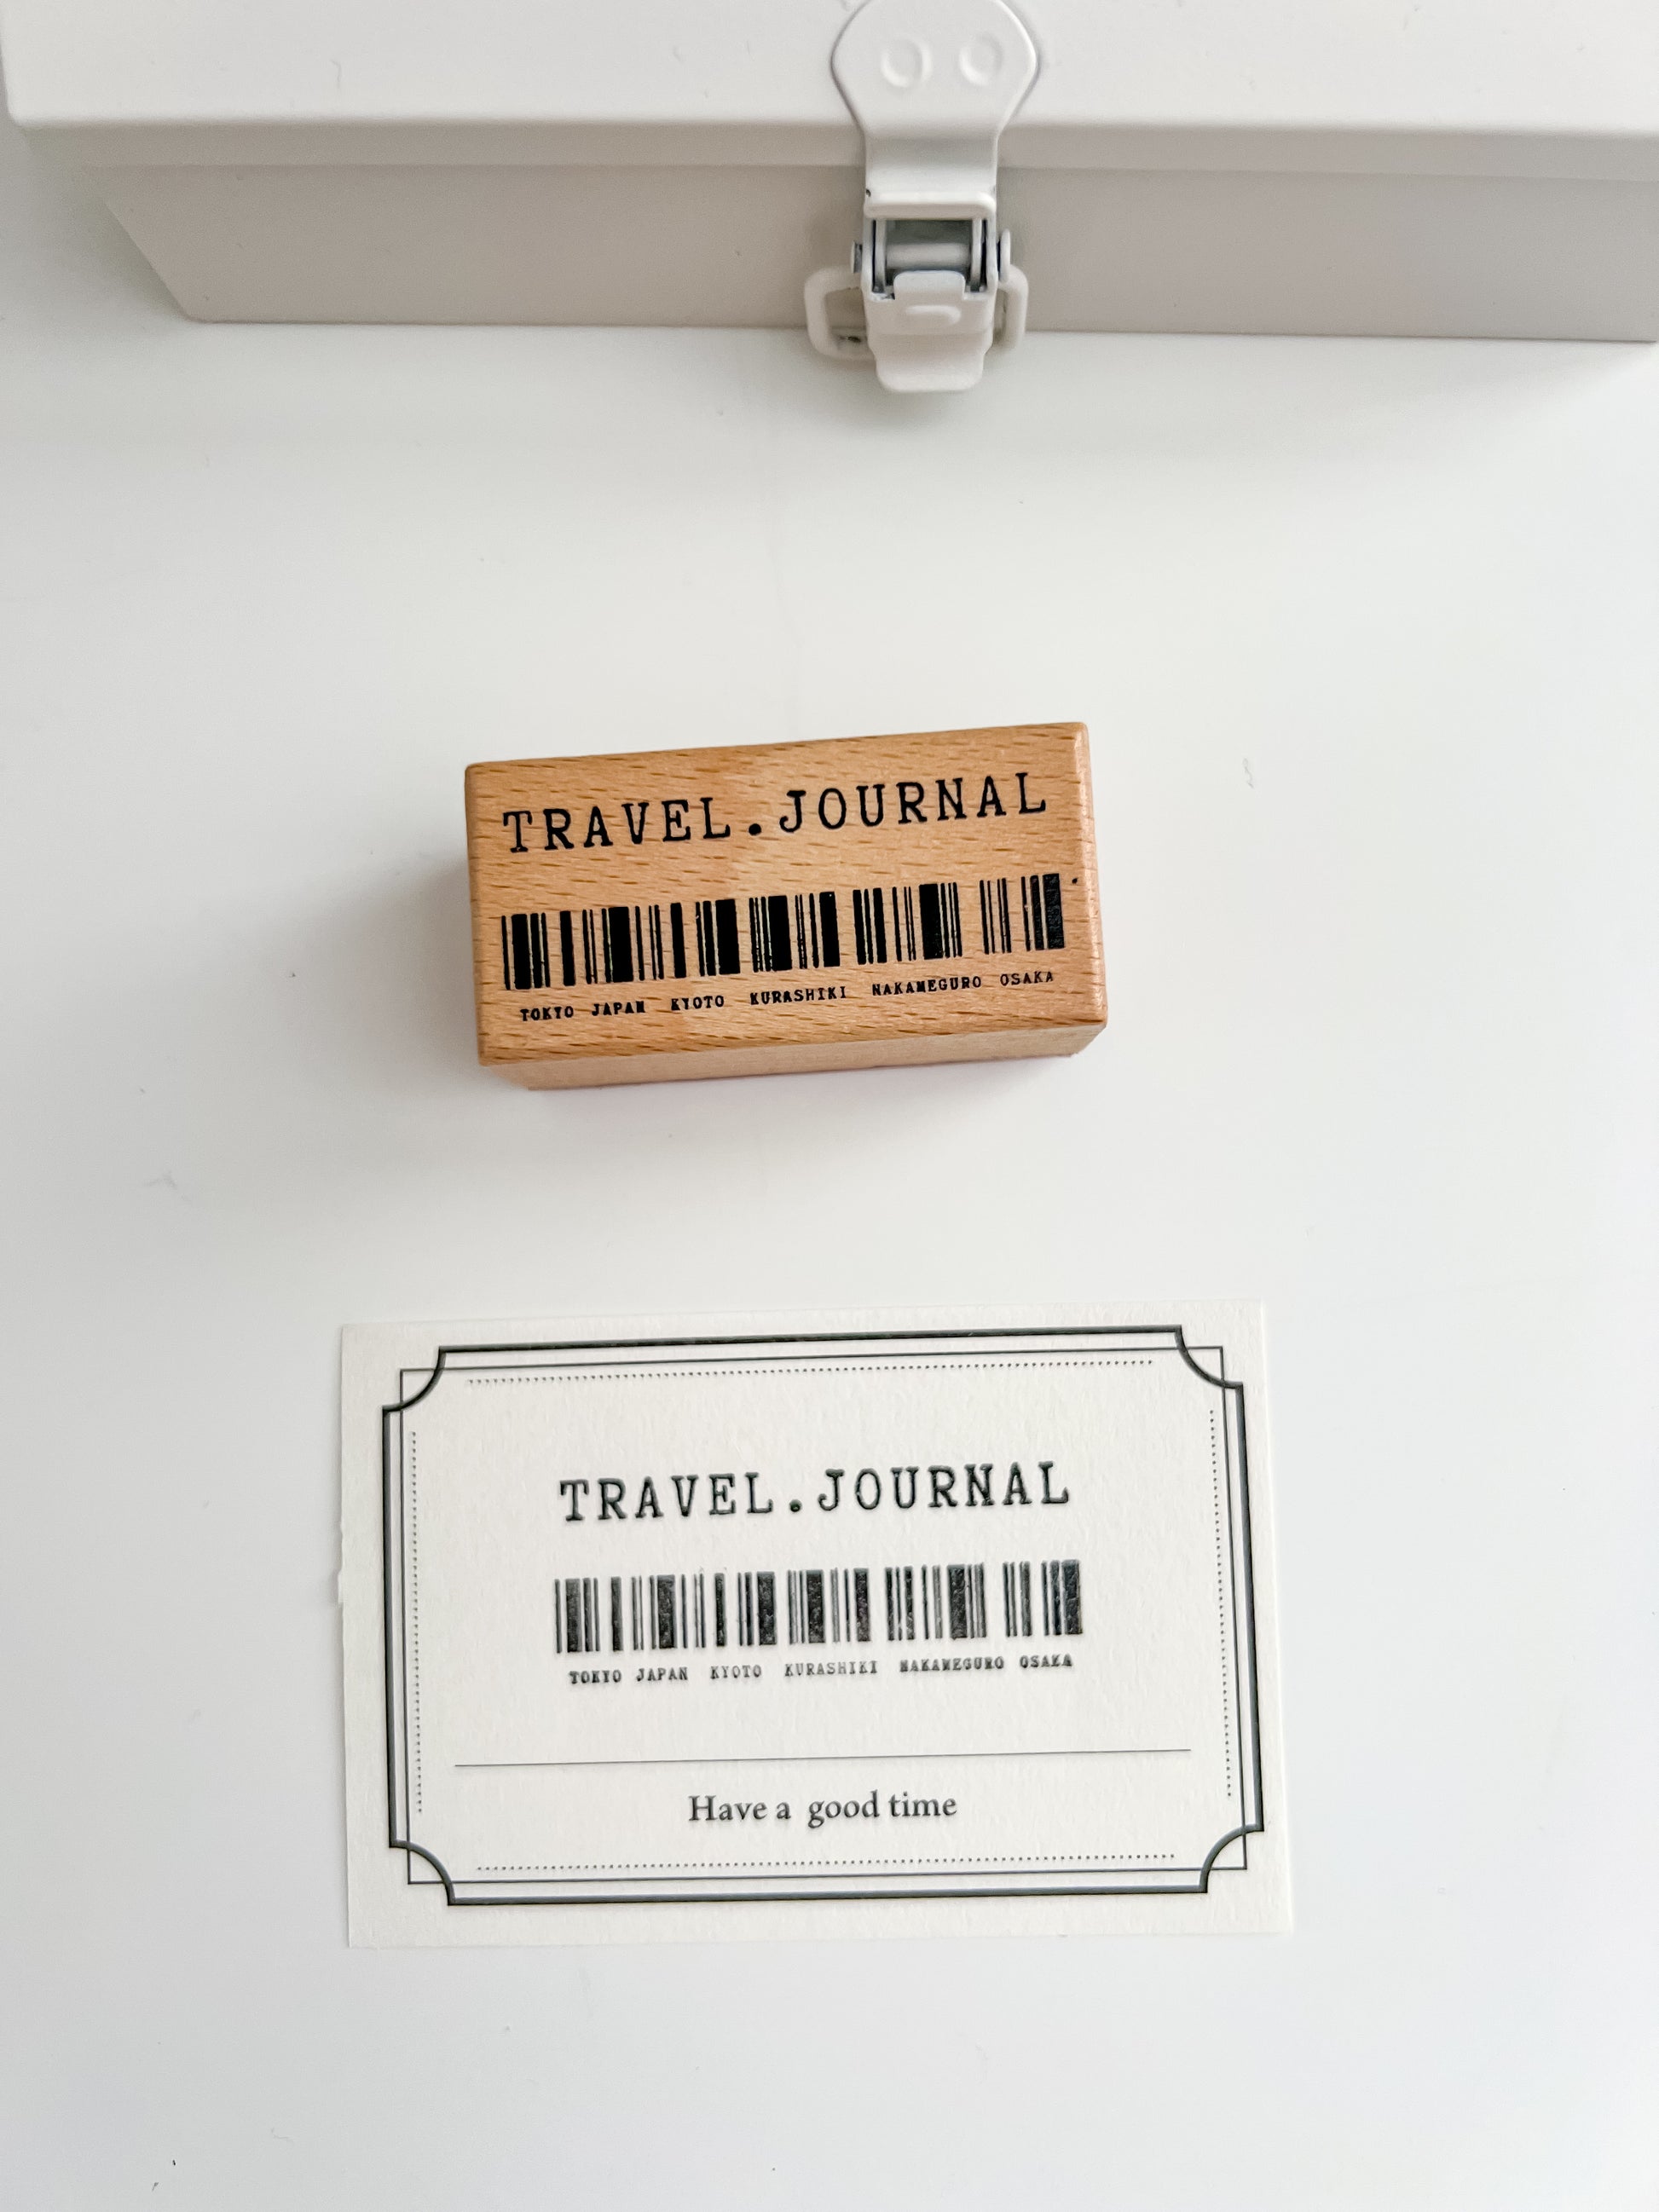 TRAVEL.JOURNAL
TOKYO JAPAN KYOTO KURASHIKI NAKAMEGURO OSAKA
TRAVEL.JOURNAL
TOKYO JAPAN KYOTO KURASHIKI NAKAMEGURO OSAKA
Have a good time